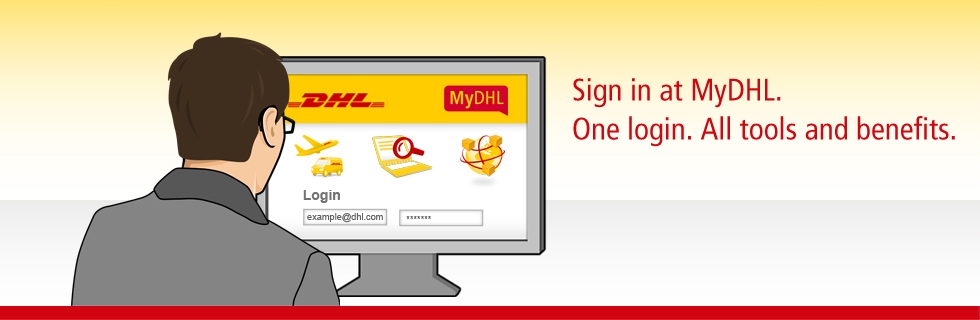 DHL
MyDHL
Login
example@dhl.com
*******
Sign in at MyDHL.
One login. All tools and benefits.